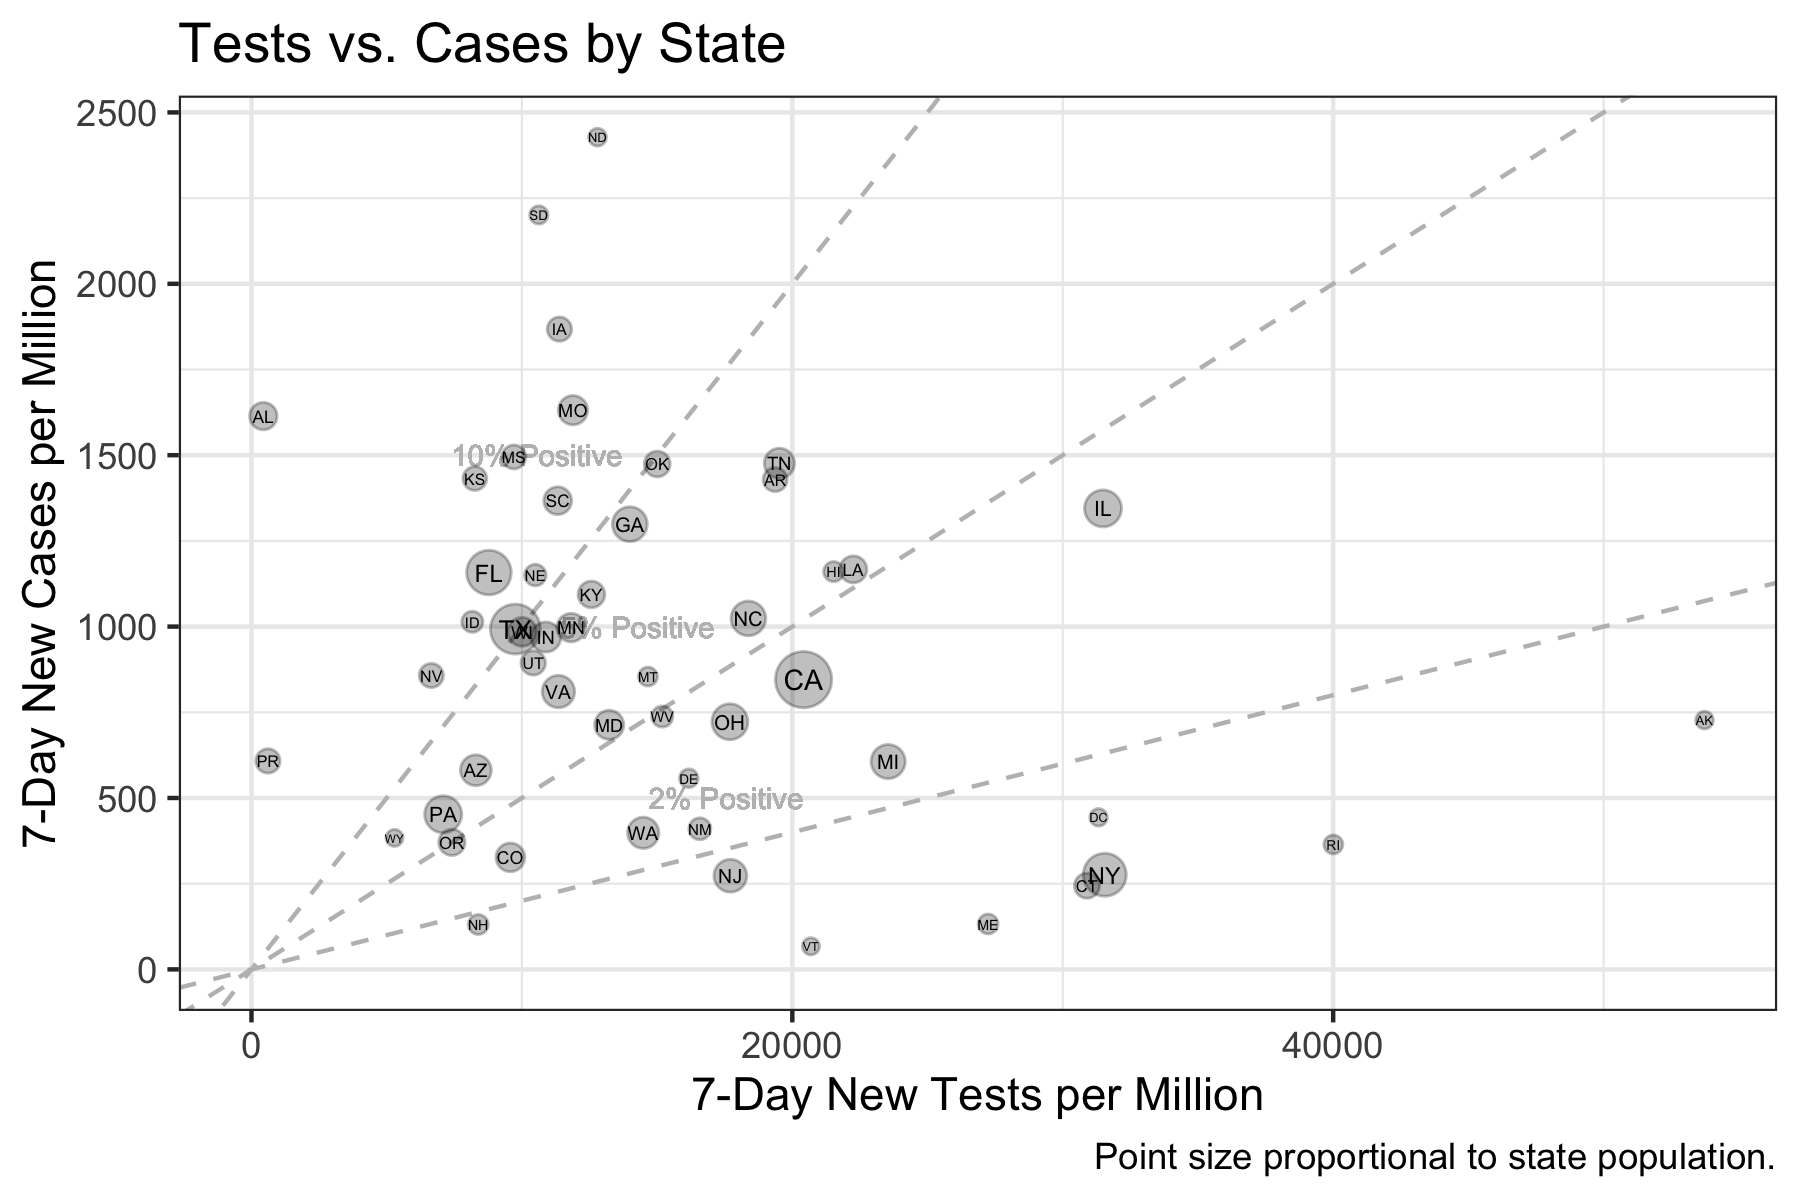 Tests vs. Cases by State
2500
ND
SD
2000
IA
AL
MO
1500
10% Positive
MS
OK
TN
KS
AR
SC
IL
GA
FL
NE
HI
LA
KY
ID
NC
1000
TX
WI
IN
MN
5% Positive
UT
NV
MT
CA
VA
WV
MD
OH
AK
PR
MI
AZ
DE
500
2% Positive
PA
DC
WY
OR
WA
NM
RI
CO
NJ
NY
CT
NH
ME
VT
0
0
20000
40000
7-Day New Cases per Million
7-Day New Tests per Million
Point size proportional to state population.